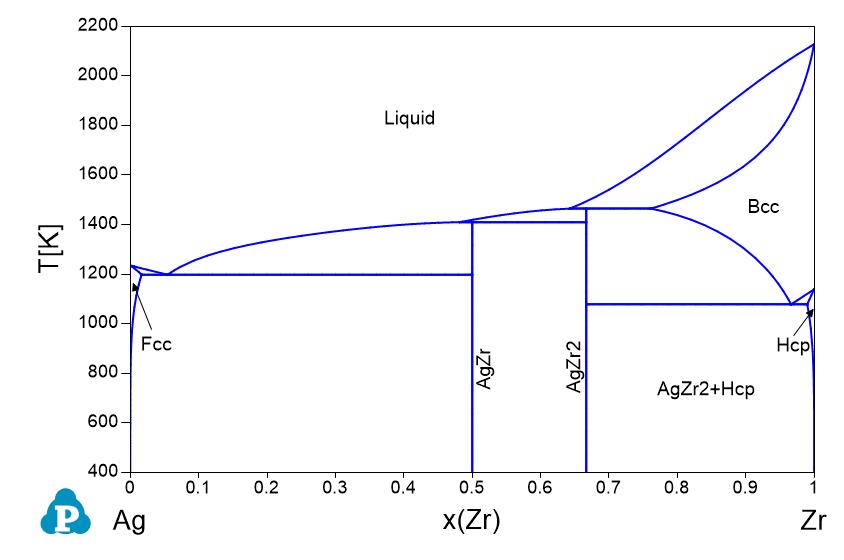 2200
2000
1800
1600
1400
1200
1000
800
600
400
T[K]
Liquid
Bcc
Fcc
AgZr
AgZr2
Hcp
AgZr2+Hcp
0 0.1 0.2 0.3 0.4 0.5 0.6 0.7 0.8 0.9 1
P Ag x(Zr) Zr